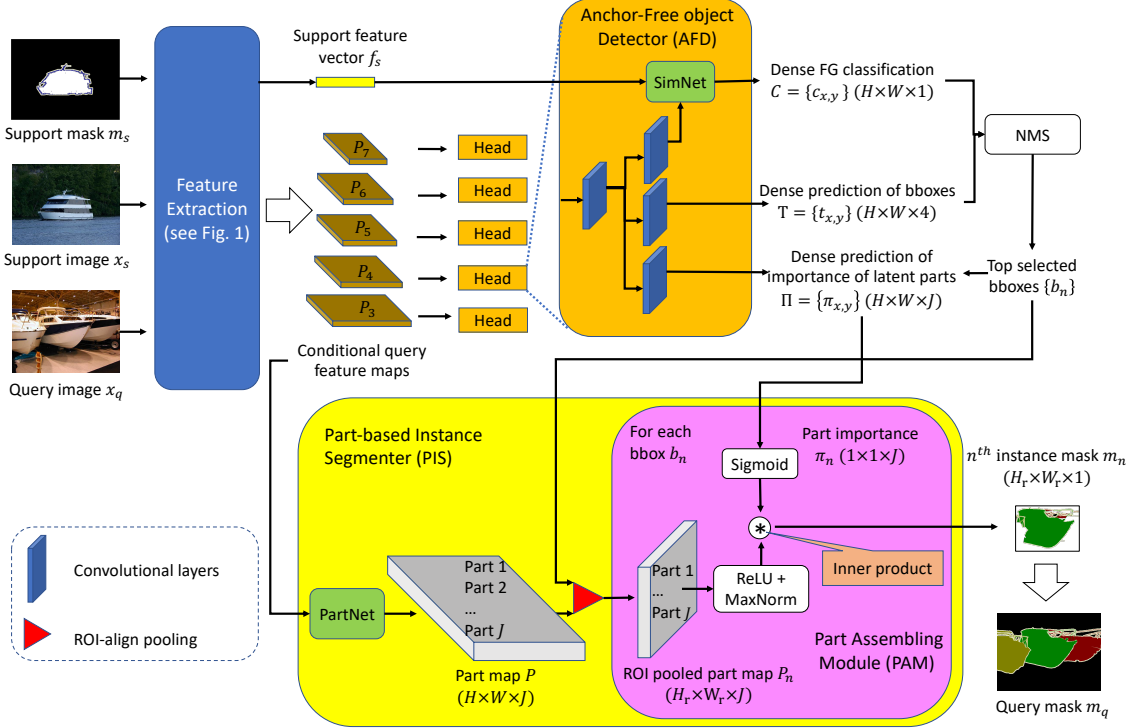 Support mask m_s
Support image x_s
Query image x_q
Feature
Extraction
(see Fig. 1)
Support feature
vector f_s
P_7
P_6
P_5
P_4
P_3
Head
Head
Head
Head
Head
Conditional query
feature maps
Anchor-Free object
Detector (AFD)
SimNet
Dense FG classification
C = {c_{x,y}} (H×W×1)
Dense prediction of bboxes
T = {t_{x,y}} (H×W×4)
Dense prediction of
importance of latent parts
Π = {π_{x,y}} (H×W×J)
NMS
Top selected
bboxes {b_n}
Part-based Instance
Segmenter (PIS)
For each
bbox b_n
Part importance
π_n (1×1×J)
Sigmoid
*
Inner product
ReLU +
MaxNorm
Part Assembling
Module (PAM)
Part 1
...
Part J
ROI pooled part map P_n
(H_r×W_r×J)
PartNet
Part 1
Part 2
...
Part J
Part map P
(H×W×J)
n^{th} instance mask m_n
(H_r×W_r×1)
Query mask m_q
Convolutional layers
ROI-align pooling